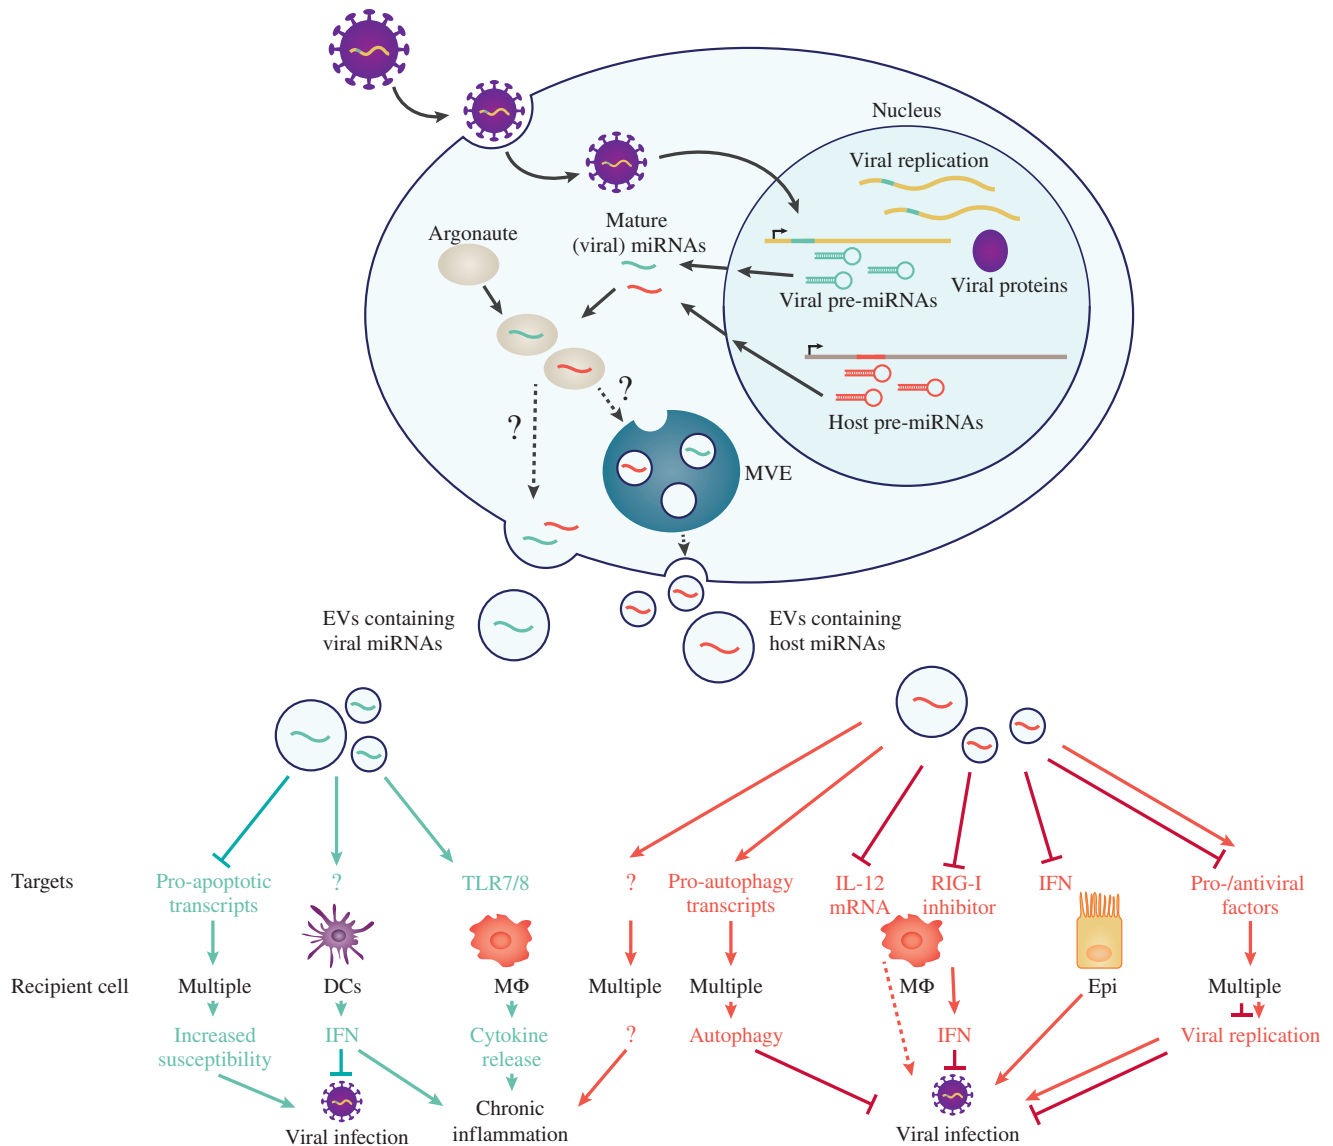 Nucleus
Viral replication
Argonaute
Mature
(viral) miRNAs
Viral pre-miRNAs
Viral proteins
Host pre-miRNAs
?
?
MVE
EVs containing
viral miRNAs
EVs containing
host miRNAs
Targets
Pro-apoptotic
transcripts
?
TLR7/8
?
Pro-autophagy
transcripts
IL-12
mRNA
RIG-I
inhibitor
IFN
Pro-/antiviral
factors
Recipient cell
Multiple
DCs
MΦ
Multiple
Multiple
MΦ
Epi
Multiple
Increased
susceptibility
IFN
Cytokine
release
?
Autophagy
IFN
Viral replication
Viral infection
Chronic
inflammation
Viral infection